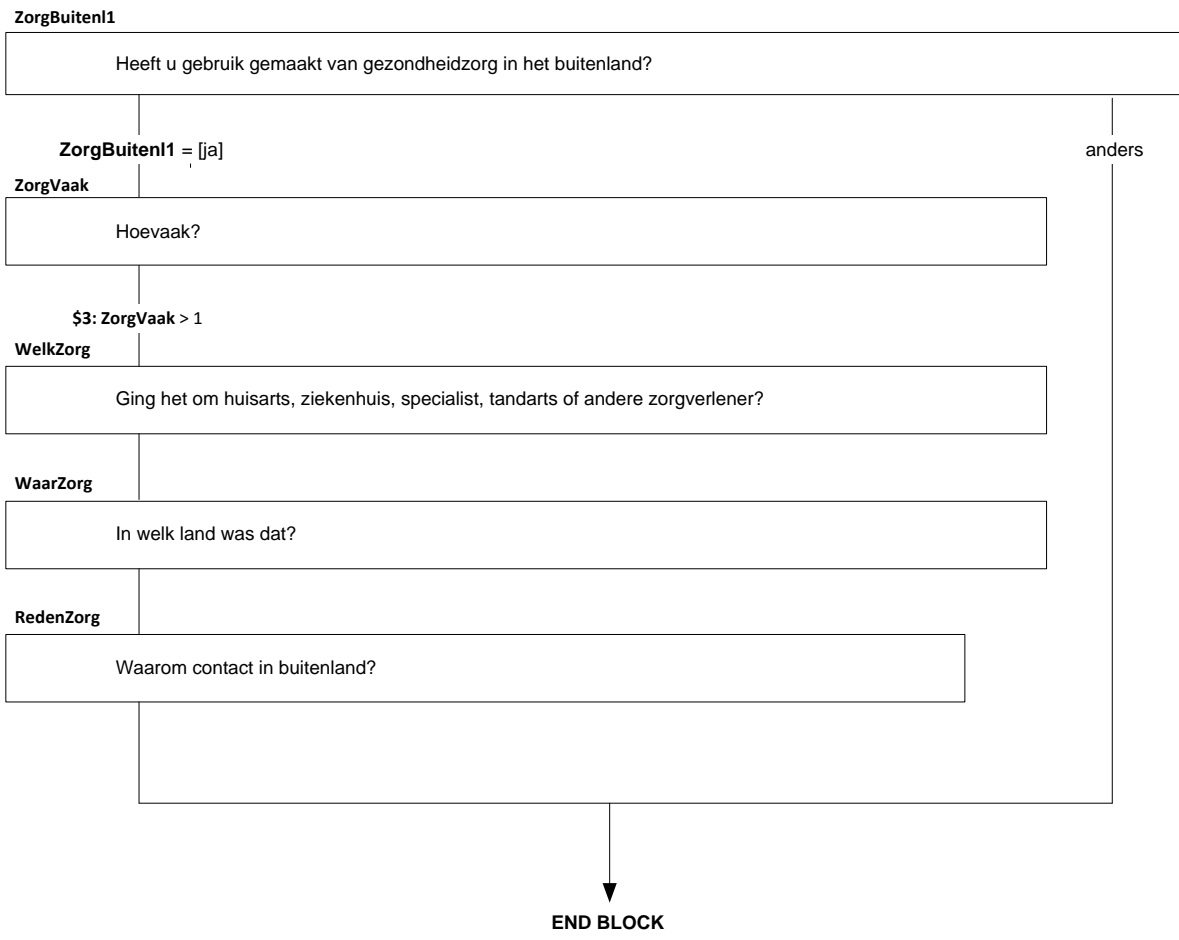 ZorgBuitenl1
Heeft u gebruik gemaakt van gezondheidzorg in het buitenland?
ZorgBuitenl1 = [ja]
anders
ZorgVaak
Hoevaak?
$3: ZorgVaak > 1
WelkZorg
Ging het om huisarts, ziekenhuis, specialist, tandarts of andere zorgverlener?
WaarZorg
In welk land was dat?
RedenZorg
Waarom contact in buitenland?
END BLOCK